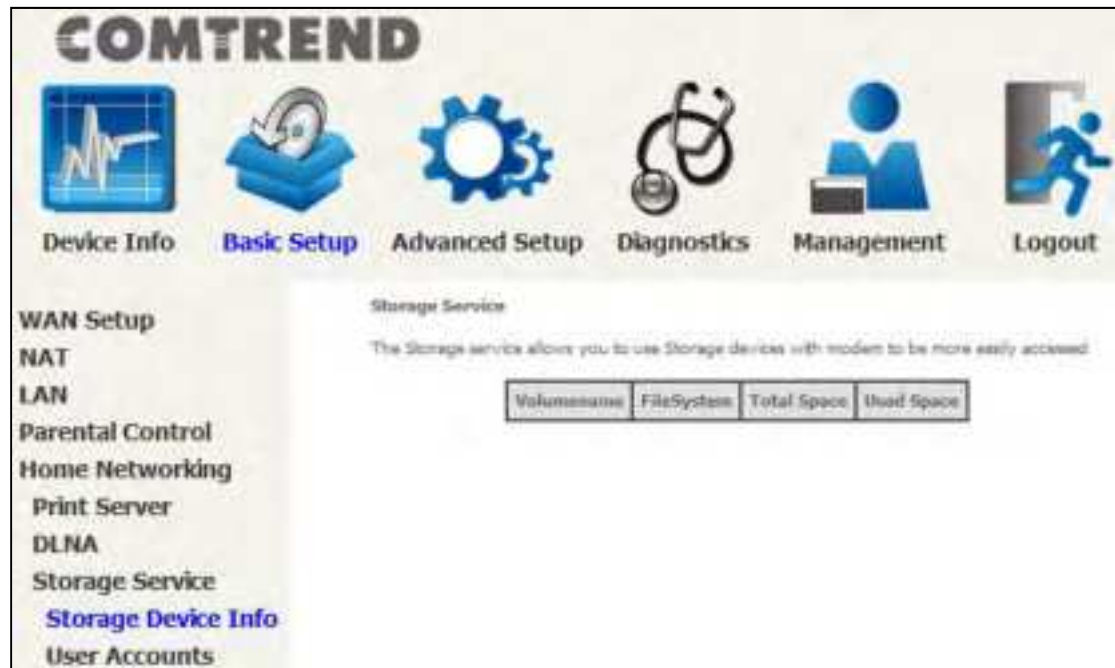 COMTREND
Device Info Basic Setup Advanced Setup Diagnostics Management Logout
WAN Setup
NAT
LAN
Parental Control
Home Networking
Print Server
DLNA
Storage Service
Storage Device Info
User Accounts
Storage Service
The Storage service allows you to use Storage devices with modem to be more easily accessed
Volumename FileSystem Total Space Used Space